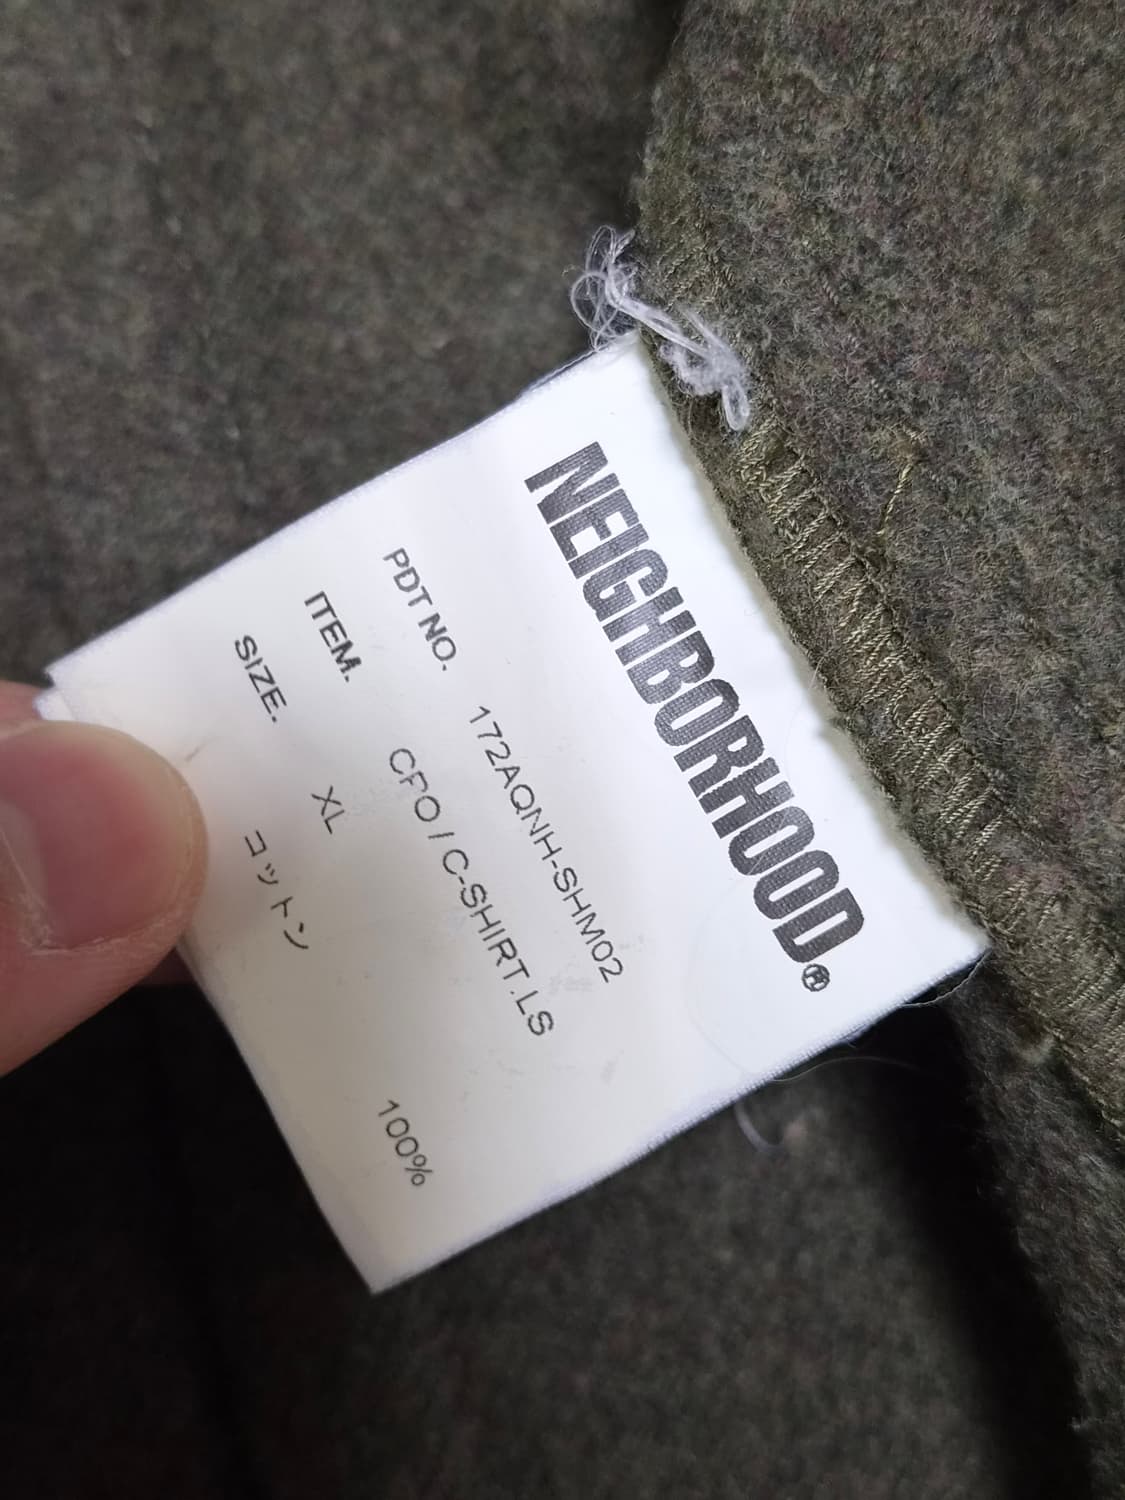 NEIGHBORHOOD®
PDT NO. 172AQNH-SHM02
ITEM. CPO / C-SHIRT.LS
SIZE. XL
コットン 100%